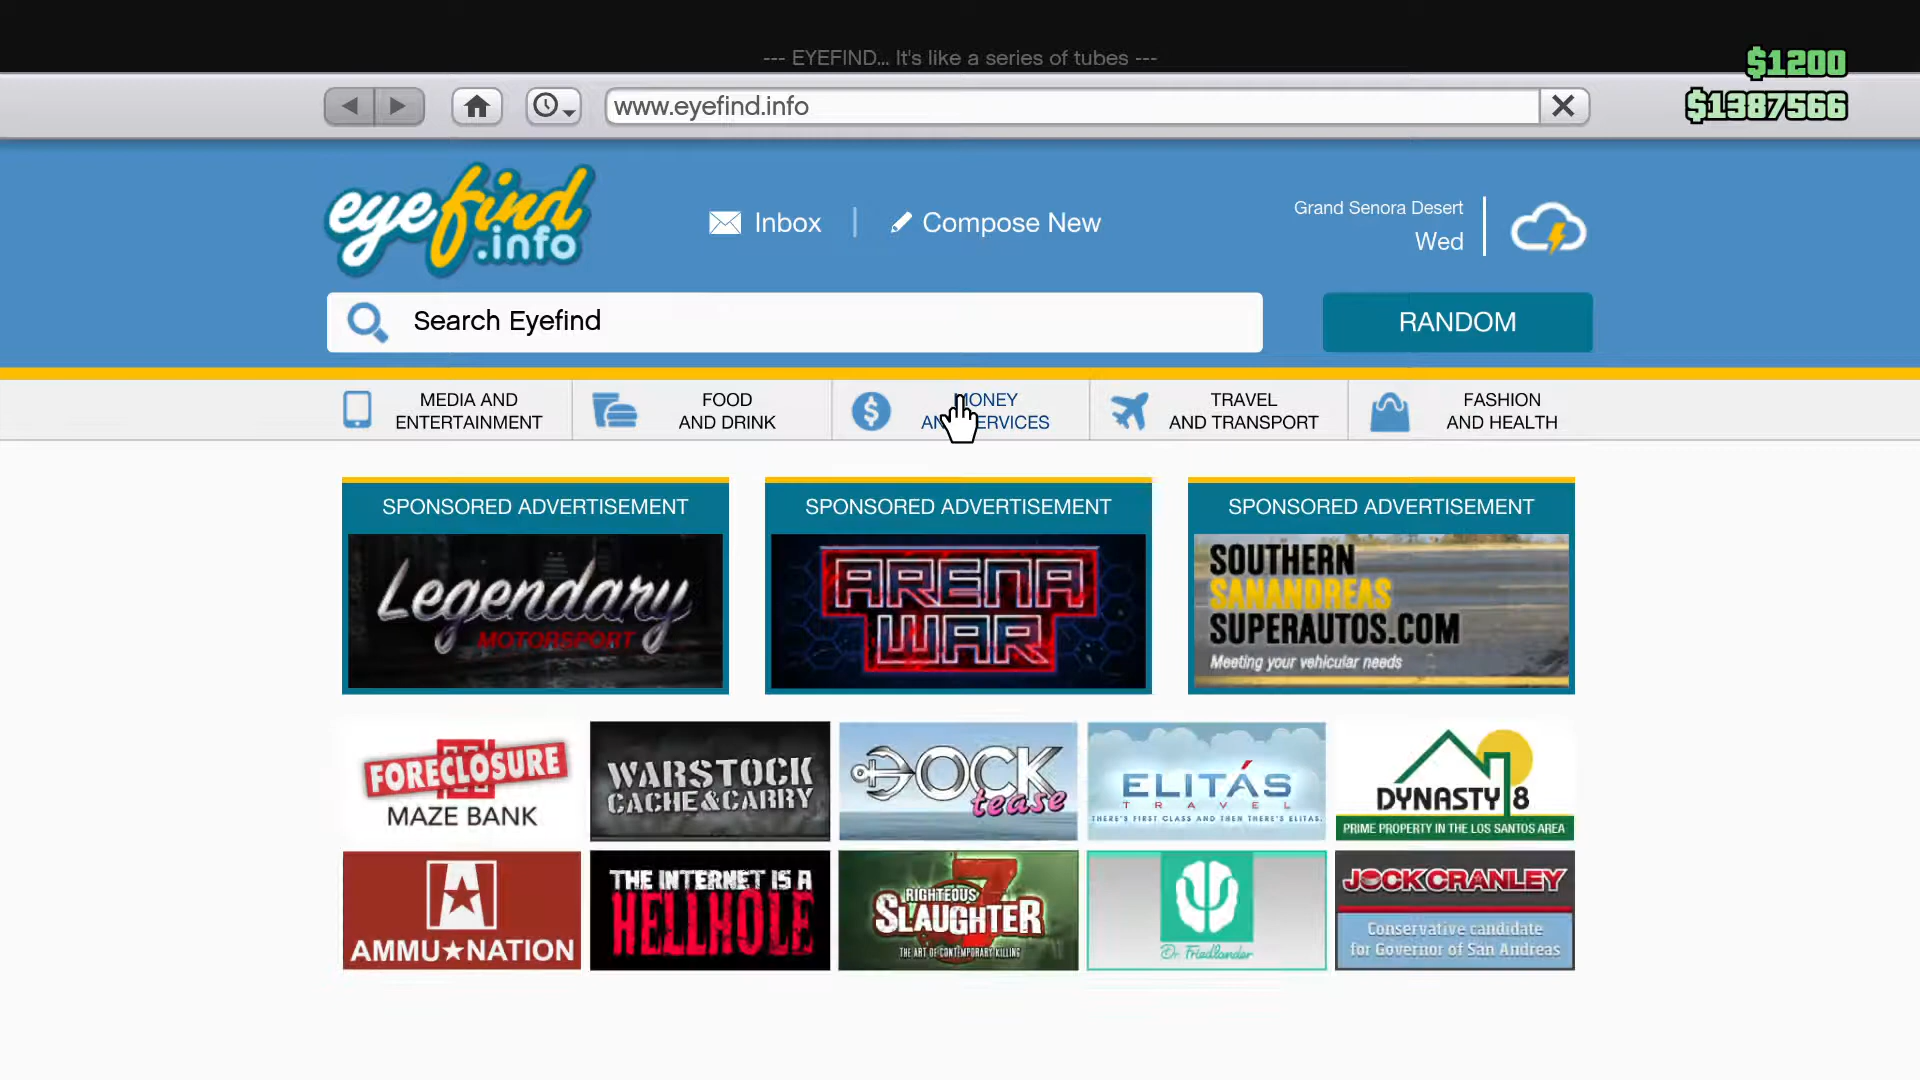 --- EYEFIND... It's like a series of tubes ---
$1200
$1387566
www.eyefind.info
eyefind
.info
Inbox
Compose New
Grand Senora Desert
Wed
Search Eyefind
RANDOM
MEDIA AND
ENTERTAINMENT
FOOD
AND DRINK
MONEY
AND SERVICES
TRAVEL
AND TRANSPORT
FASHION
AND HEALTH
SPONSORED ADVERTISEMENT
Legendary
MOTORSPORT
SPONSORED ADVERTISEMENT
ARENA
WAR
SPONSORED ADVERTISEMENT
SOUTHERN
SANANDREAS
SUPERAUTOS.COM
Meeting your vehicular needs
FORECLOSURE
MAZE BANK
WARSTOCK
CACHE&CARRY
DOCK
tease
ELITÁS
TRAVEL
THERE'S FIRST CLASS AND THEN THERE'S ELITAS.
DYNASTY 8
PRIME PROPERTY IN THE LOS SANTOS AREA
AMMU★NATION
THE INTERNET IS A
HELLHOLE
RIGHTEOUS
SLAUGHTER
7
THE ART OF CONTEMPORARY KILLING
Dr Friedlander
JOCK CRANLEY
Conservative candidate
for Governor of San Andreas